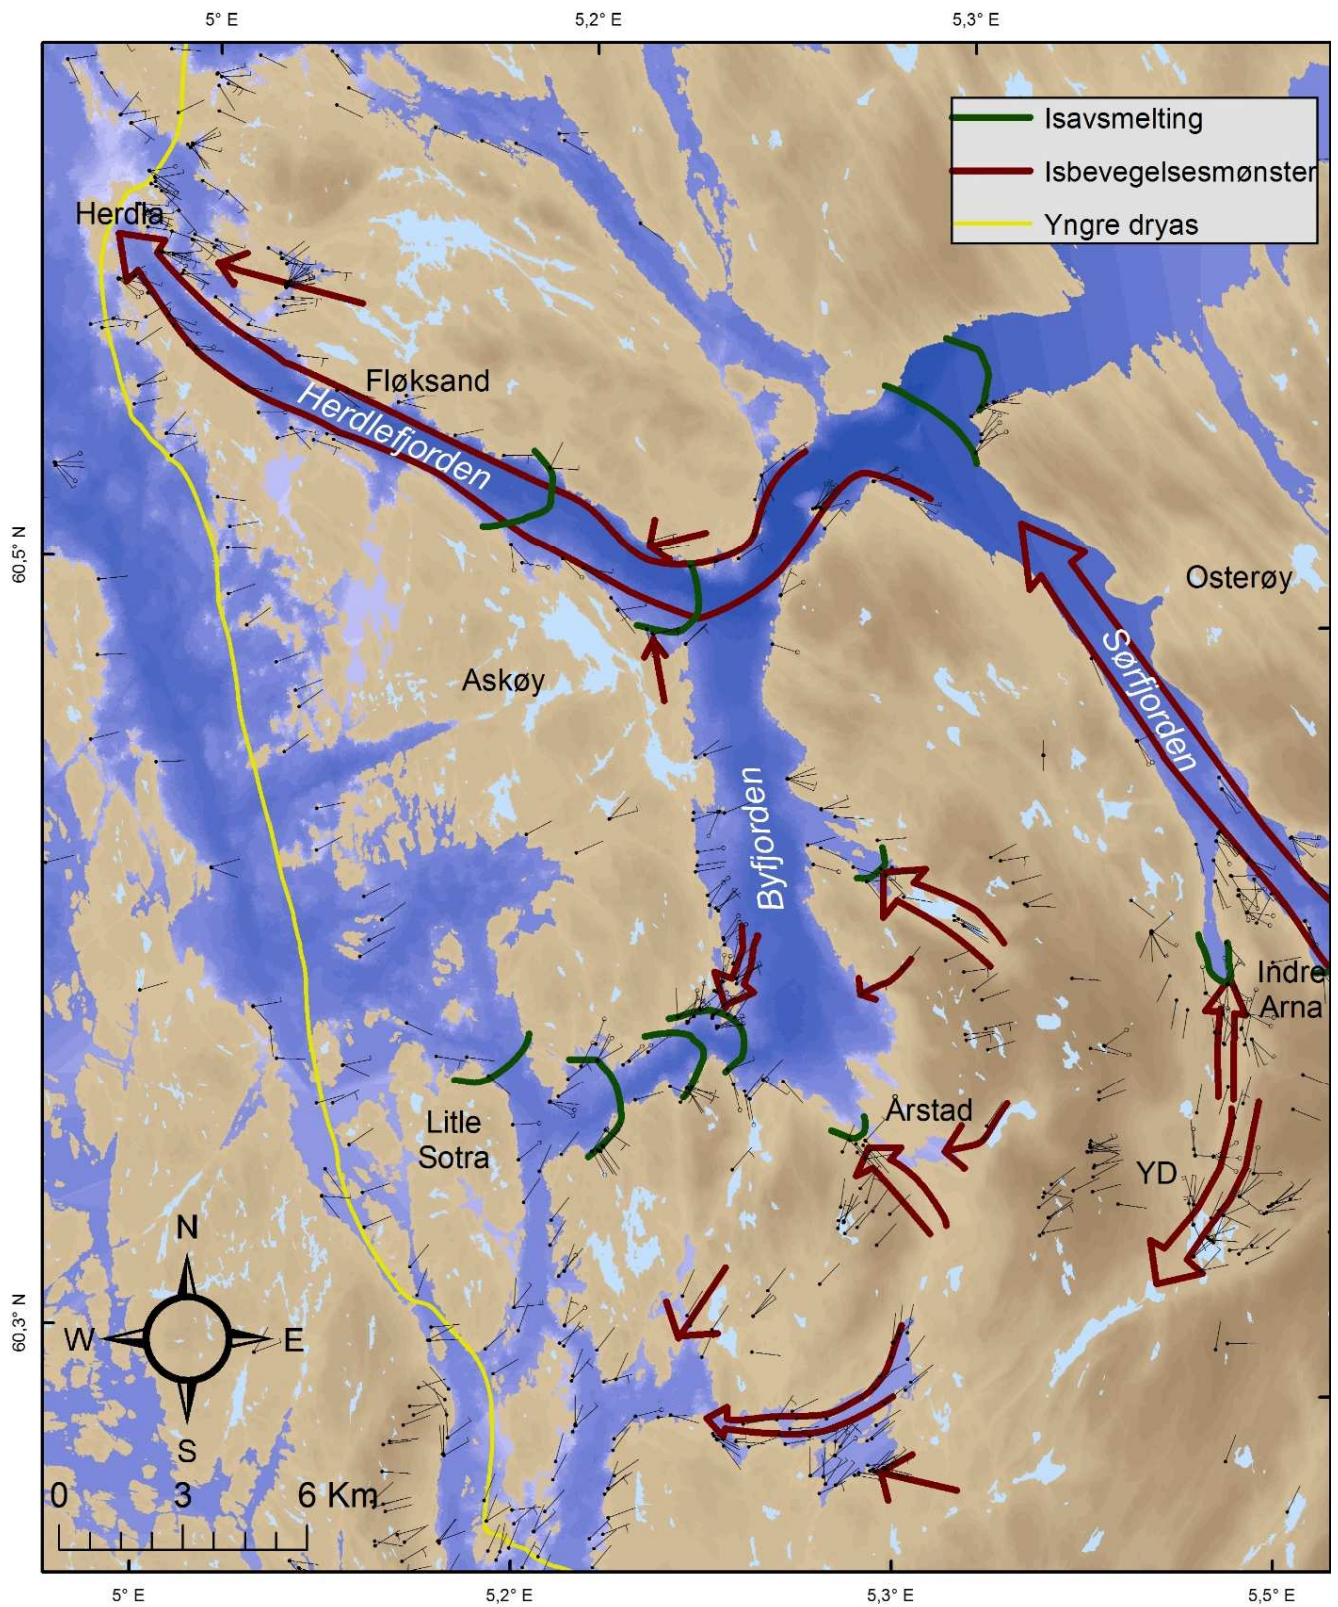 5° E
5,2° E
5,3° E
Isavsmelting
Isbevegelsesmønster
Yngre dryas
Herdla
Fløksand
Herdlefjorden
60,5° N
Osterøy
Askøy
Sørfjorden
Byfjorden
Indre
Arna
Årstad
Litle
Sotra
YD
N
W
E
S
60,3° N
0
3
6 Km
5° E
5,2° E
5,3° E
5,5° E